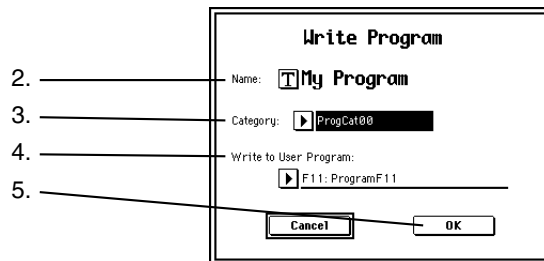 Write Program
2.
Name: T My Program
3.
Category: ProgCat00
4.
Write to User Program:
F11: ProgramF11
5.
Cancel OK